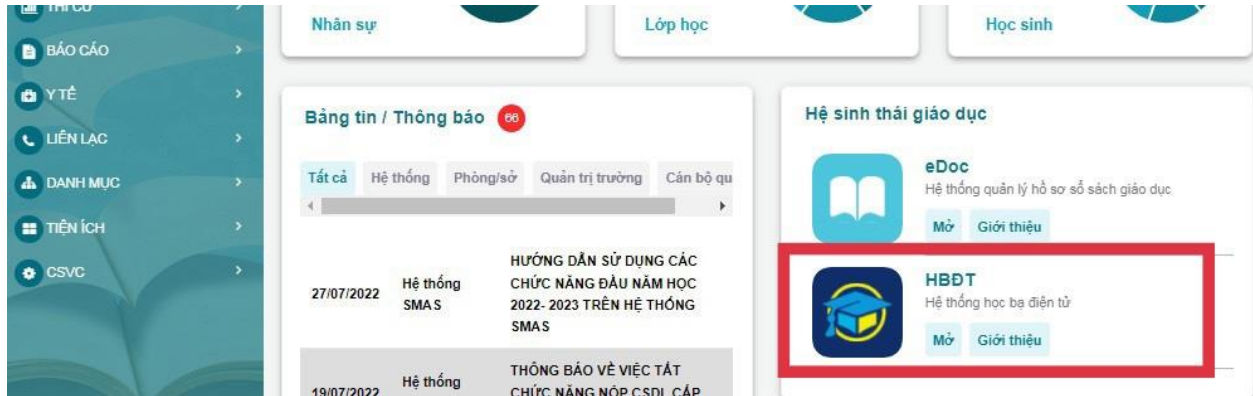 THI CỬ
BÁO CÁO
Y TẾ
LIÊN LẠC
DANH MỤC
TIỆN ÍCH
CSVC
Nhân sự
Lớp học
Học sinh
Bảng tin / Thông báo 66
Tất cả Hệ thống Phòng/sở Quản trị trường Cán bộ qu
27/07/2022
Hệ thống
SMAS
HƯỚNG DẪN SỬ DỤNG CÁC
CHỨC NĂNG ĐẦU NĂM HỌC
2022- 2023 TRÊN HỆ THỐNG
SMAS
19/07/2022
Hệ thống
THÔNG BÁO VỀ VIỆC TẮT
CHỨC NĂNG NỘP CSDL CẤP
Hệ sinh thái giáo dục
eDoc
Hệ thống quản lý hồ sơ sổ sách giáo dục
Mở Giới thiệu
HBĐT
Hệ thống học bạ điện tử
Mở Giới thiệu